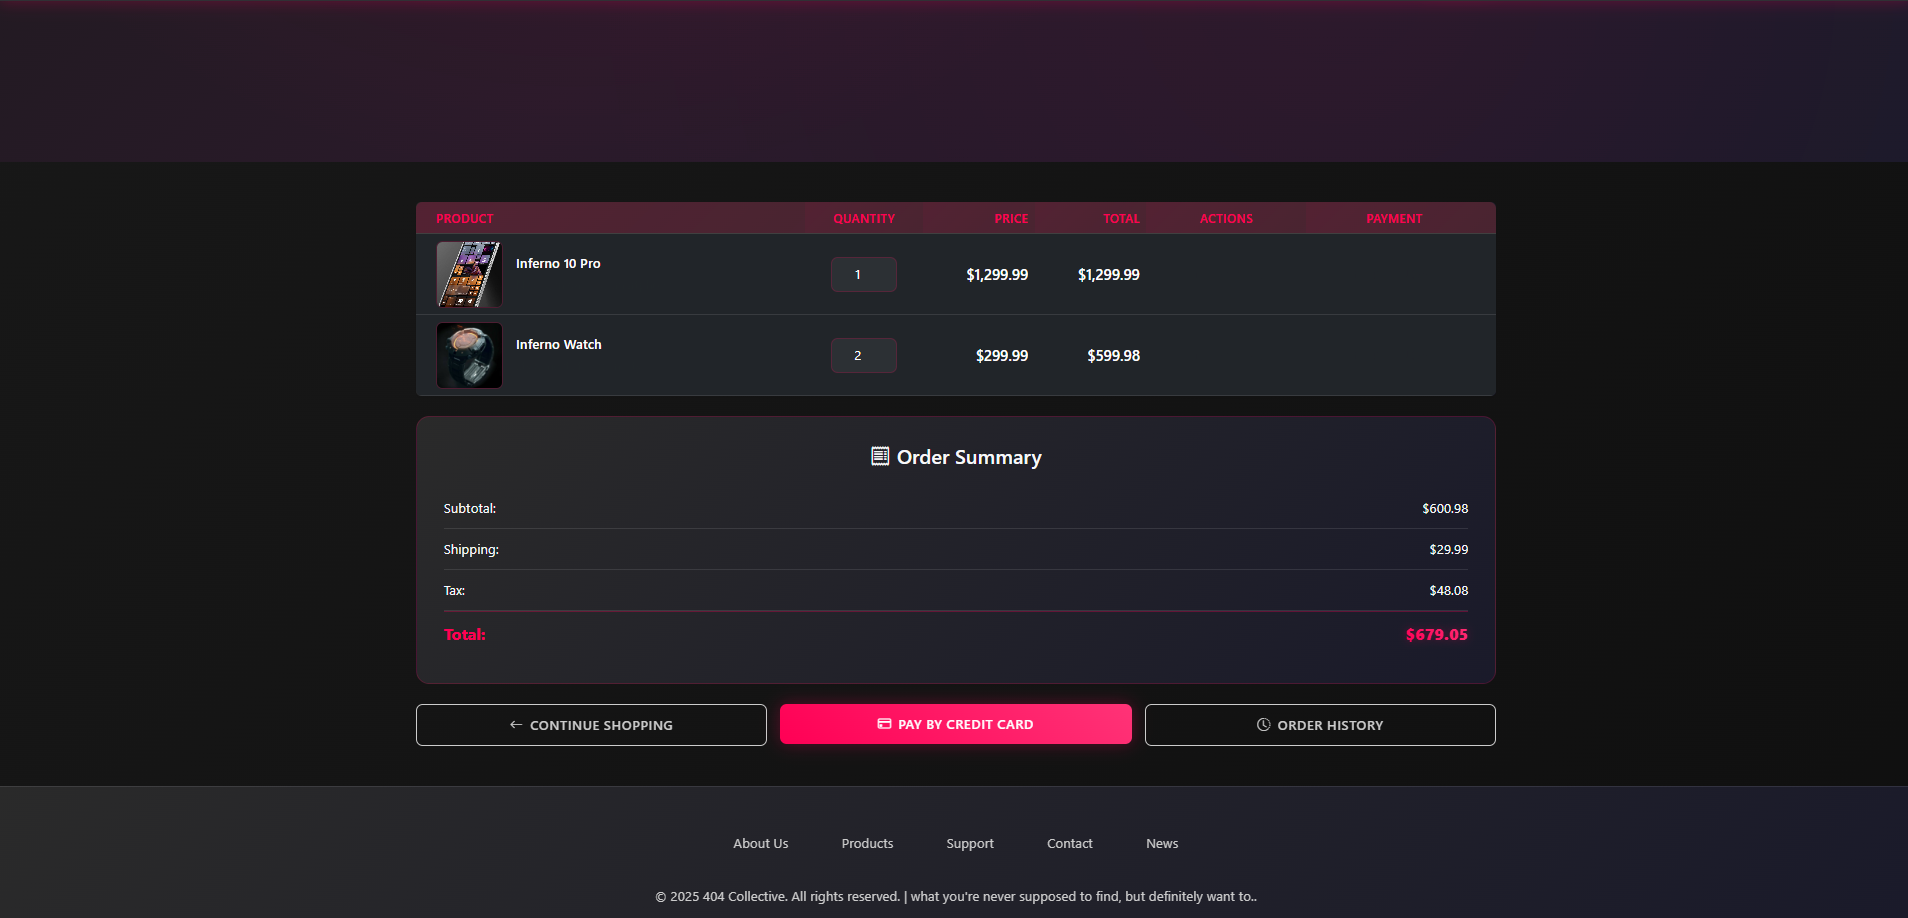 PRODUCT QUANTITY PRICE TOTAL ACTIONS PAYMENT
Inferno 10 Pro 1 $1,299.99 $1,299.99
Inferno Watch 2 $299.99 $599.98
Order Summary
Subtotal: $600.98
Shipping: $29.99
Tax: $48.08
Total: $679.05
← CONTINUE SHOPPING PAY BY CREDIT CARD ORDER HISTORY
About Us Products Support Contact News
© 2025 404 Collective. All rights reserved. | what you're never supposed to find, but definitely want to..